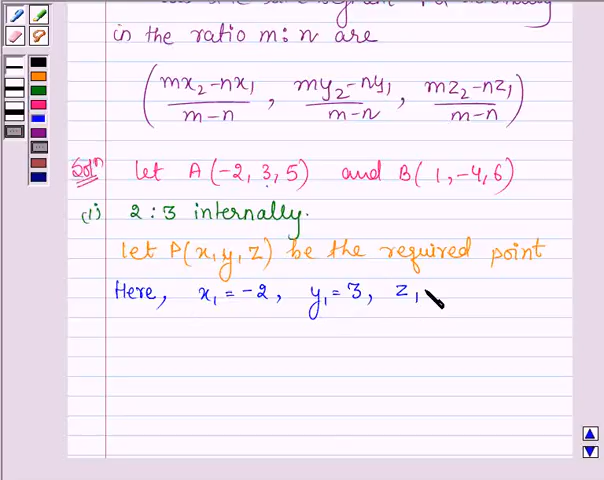 in the ratio m : n are
( (mx₂-nx₁)/(m-n) , (my₂-ny₁)/(m-n) , (mz₂-nz₁)/(m-n) )
Solⁿ let A(-2, 3, 5) and B( 1, -4, 6)
(i) 2 : 3 internally.
let P(x, y, z) be the required point
Here, x₁ = -2, y₁ = 3, z₁